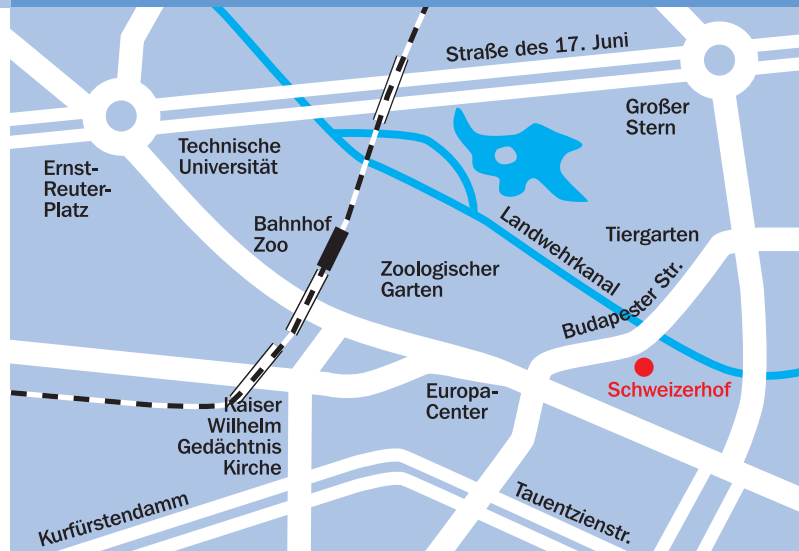 Straße des 17. Juni
Großer
Stern
Technische
Universität
Ernst-
Reuter-
Platz
Bahnhof
Zoo
Landwehrkanal
Tiergarten
Zoologischer
Garten
Budapester Str.
Schweizerhof
Europa-
Center
Kaiser
Wilhelm
Gedächtnis
Kirche
Kurfürstendamm
Tauentzienstr.